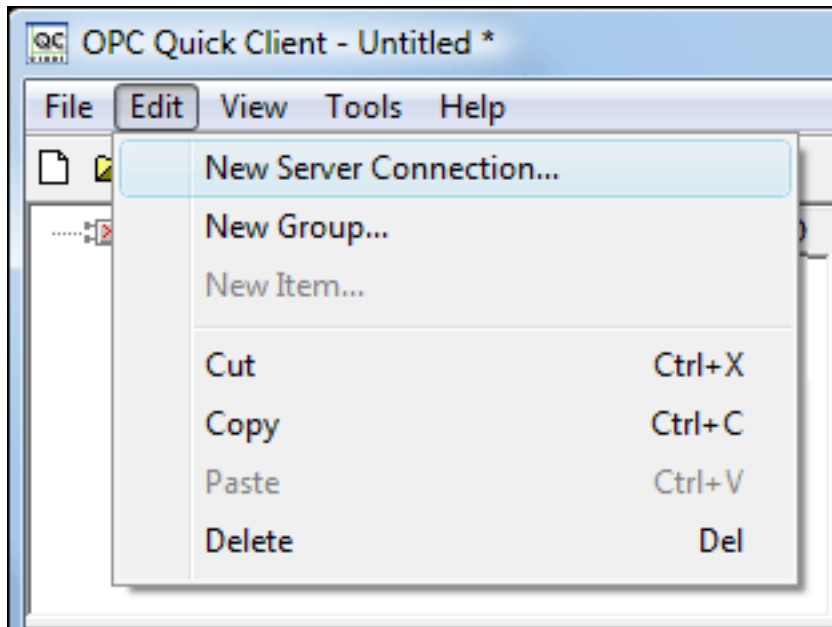 QC
OPC Quick Client - Untitled *
File Edit View Tools Help
New Server Connection...
New Group...
New Item...
Cut Ctrl+X
Copy Ctrl+C
Paste Ctrl+V
Delete Del